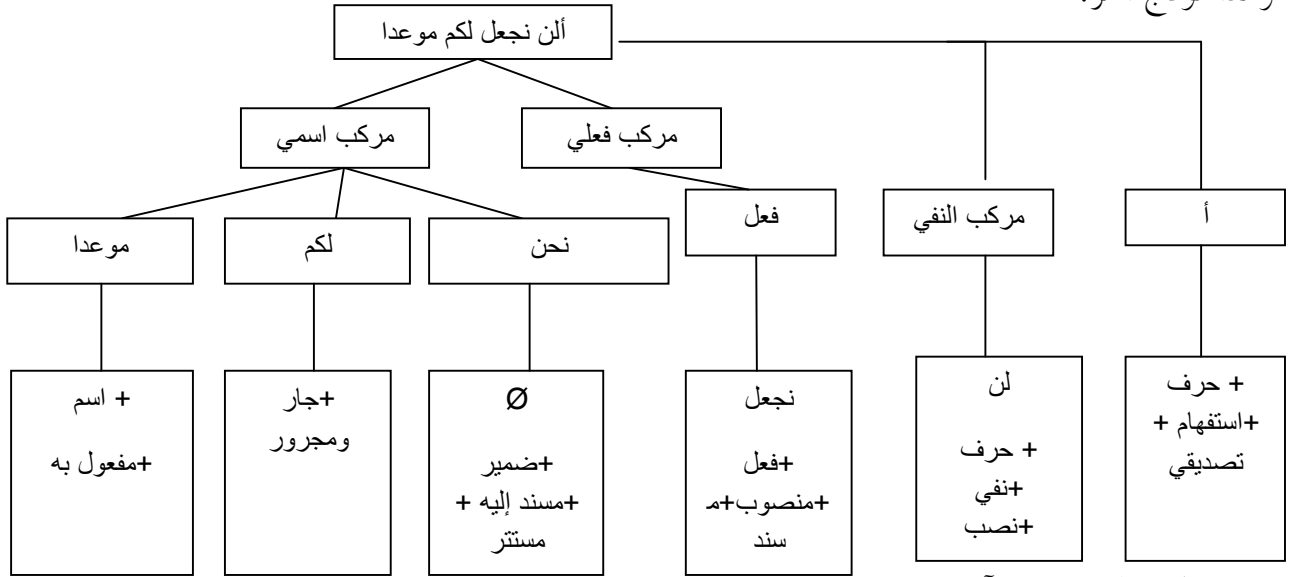 ألن نجعل لكم موعدا
مركب فعلي
مركب اسمي
أ
مركب النفي
فعل
نحن
لكم
موعدا
+ حرف
+استفهام +
تصديقي
لن
+ حرف
+نفي
+نصب
نجعل
+فعل
+منصوب+مـ
سند
Ø
+ضمير
+مسند إليه +
مستتر
+جار
ومجرور
+ اسم
+مفعول به